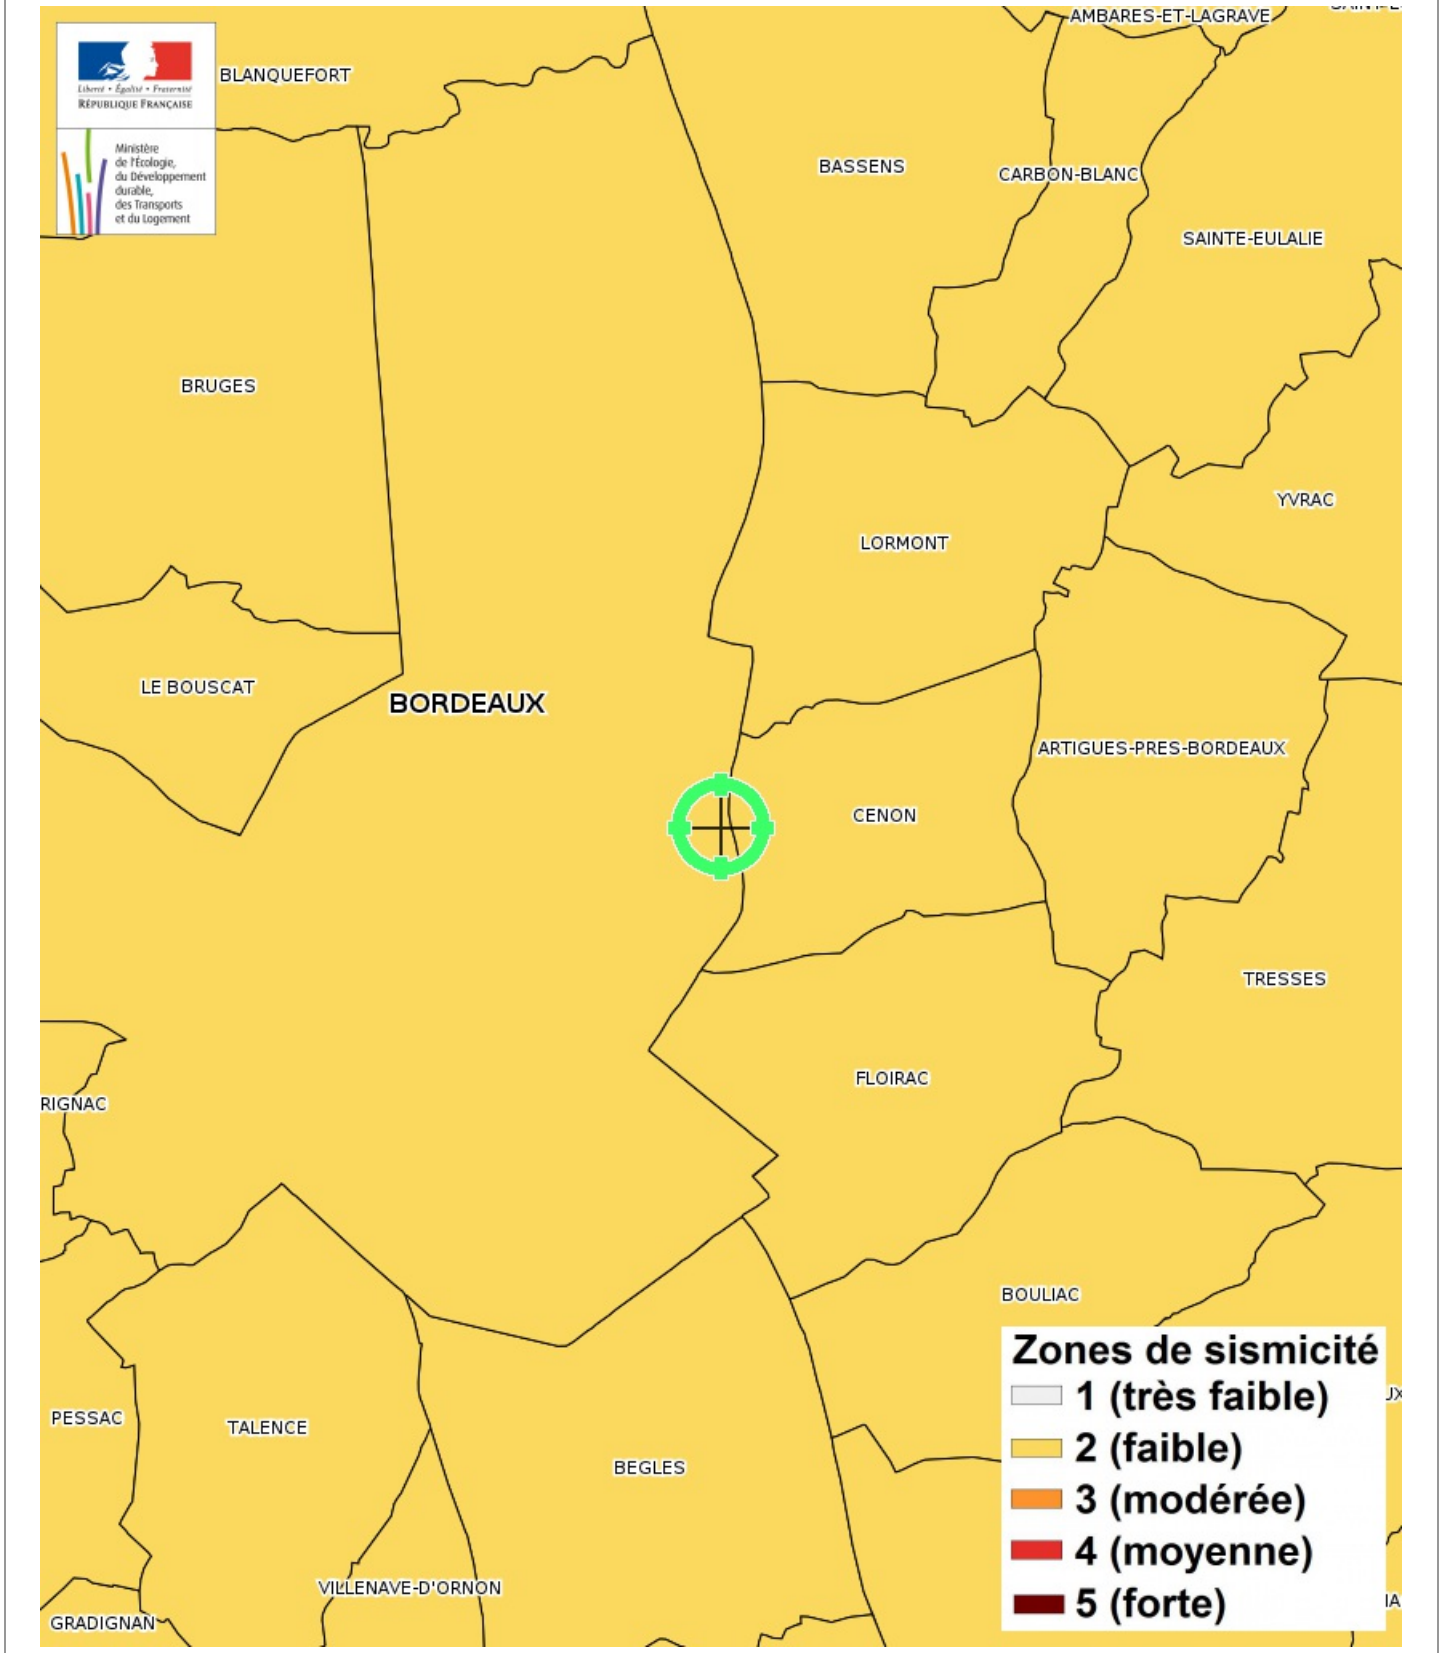 AMBARES-ET-LAGRAVE
BLANQUEFORT
Liberté • Égalité • Fraternité
RÉPUBLIQUE FRANÇAISE
Ministère
de l'Écologie,
du Développement
durable,
des Transports
et du Logement
BASSENS
CARBON-BLANC
SAINTE-EULALIE
BRUGES
YVRAC
LORMONT
LE BOUSCAT
BORDEAUX
ARTIGUES-PRES-BORDEAUX
CENON
TRESSES
FLOIRAC
RIGNAC
BOULIAC
Zones de sismicité
1 (très faible)
2 (faible)
3 (modérée)
4 (moyenne)
5 (forte)
PESSAC
TALENCE
BEGLES
VILLENAVE-D'ORNON
GRADIGNAN